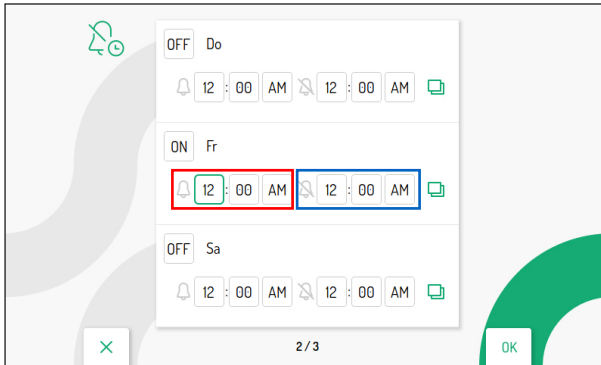 OFF Do
12 : 00 AM 12 : 00 AM
ON Fr
12 : 00 AM 12 : 00 AM
OFF Sa
12 : 00 AM 12 : 00 AM
2/3
OK